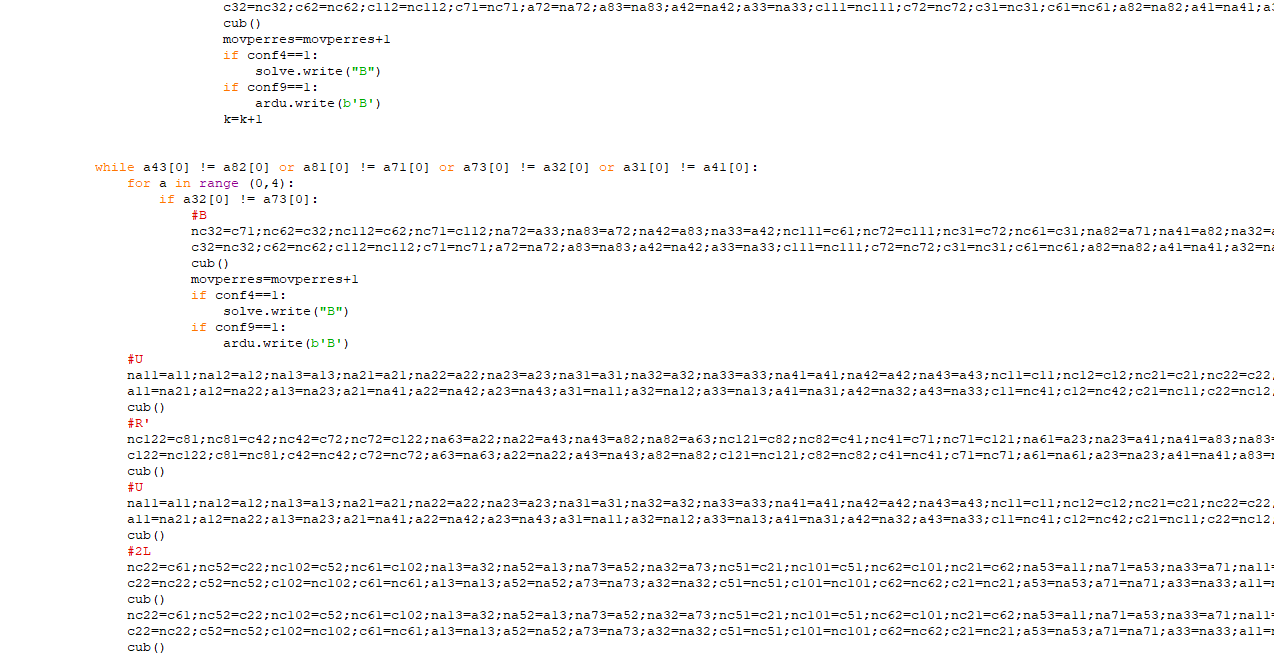 c32=nc32;c62=nc62;c112=nc112;c71=nc71;a72=na72;a83=na83;a42=na42;a33=na33;c111=nc111;c72=nc72;c31=nc31;c61=nc61;a82=na82;a41=na41;a3
cub()
movperres=movperres+1
if conf4==1:
solve.write("B")
if conf9==1:
ardu.write(b'B')
k=k+1
while a43[0] != a82[0] or a81[0] != a71[0] or a73[0] != a32[0] or a31[0] != a41[0]:
for a in range (0,4):
if a32[0] != a73[0]:
#B
nc32=c71;nc62=c32;nc112=c62;nc71=c112;na72=a33;na83=a72;na42=a83;na33=a42;nc111=c61;nc72=c111;nc31=c72;nc61=c31;na82=a71;na41=a82;na32=a
c32=nc32;c62=nc62;c112=nc112;c71=nc71;a72=na72;a83=na83;a42=na42;a33=na33;c111=nc111;c72=nc72;c31=nc31;c61=nc61;a82=na82;a41=na41;a32=na
cub()
movperres=movperres+1
if conf4==1:
solve.write("B")
if conf9==1:
ardu.write(b'B')
#U
na11=a11;na12=a12;na13=a13;na21=a21;na22=a22;na23=a23;na31=a31;na32=a32;na33=a33;na41=a41;na42=a42;na43=a43;nc11=c11;nc12=c12;nc21=c21;nc22=c22;
a11=na21;a12=na22;a13=na23;a21=na41;a22=na42;a23=na43;a31=na11;a32=na12;a33=na13;a41=na31;a42=na32;a43=na33;c11=nc41;c12=nc42;c21=nc11;c22=nc12;
cub()
#R'
nc122=c81;nc81=c42;nc42=c72;nc72=c122;na63=a22;na22=a43;na43=a82;na82=a63;nc121=c82;nc82=c41;nc41=c71;nc71=c121;na61=a23;na23=a41;na41=a83;na83=
c122=nc122;c81=nc81;c42=nc42;c72=nc72;a63=na63;a22=na22;a43=na43;a82=na82;c121=nc121;c82=nc82;c41=nc41;c71=nc71;a61=na61;a23=na23;a41=na41;a83=n
cub()
#U
na11=a11;na12=a12;na13=a13;na21=a21;na22=a22;na23=a23;na31=a31;na32=a32;na33=a33;na41=a41;na42=a42;na43=a43;nc11=c11;nc12=c12;nc21=c21;nc22=c22;
a11=na21;a12=na22;a13=na23;a21=na41;a22=na42;a23=na43;a31=na11;a32=na12;a33=na13;a41=na31;a42=na32;a43=na33;c11=nc41;c12=nc42;c21=nc11;c22=nc12;
cub()
#2L
nc22=c61;nc52=c22;nc102=c52;nc61=c102;na13=a32;na52=a13;na73=a52;na32=a73;nc51=c21;nc101=c51;nc62=c101;nc21=c62;na53=a11;na71=a53;na33=a71;na11=
c22=nc22;c52=nc52;c102=nc102;c61=nc61;a13=na13;a52=na52;a73=na73;a32=na32;c51=nc51;c101=nc101;c62=nc62;c21=nc21;a53=na53;a71=na71;a33=na33;a11=n
cub()
nc22=c61;nc52=c22;nc102=c52;nc61=c102;na13=a32;na52=a13;na73=a52;na32=a73;nc51=c21;nc101=c51;nc62=c101;nc21=c62;na53=a11;na71=a53;na33=a71;na11=
c22=nc22;c52=nc52;c102=nc102;c61=nc61;a13=na13;a52=na52;a73=na73;a32=na32;c51=nc51;c101=nc101;c62=nc62;c21=nc21;a53=na53;a71=na71;a33=na33;a11=n
cub()